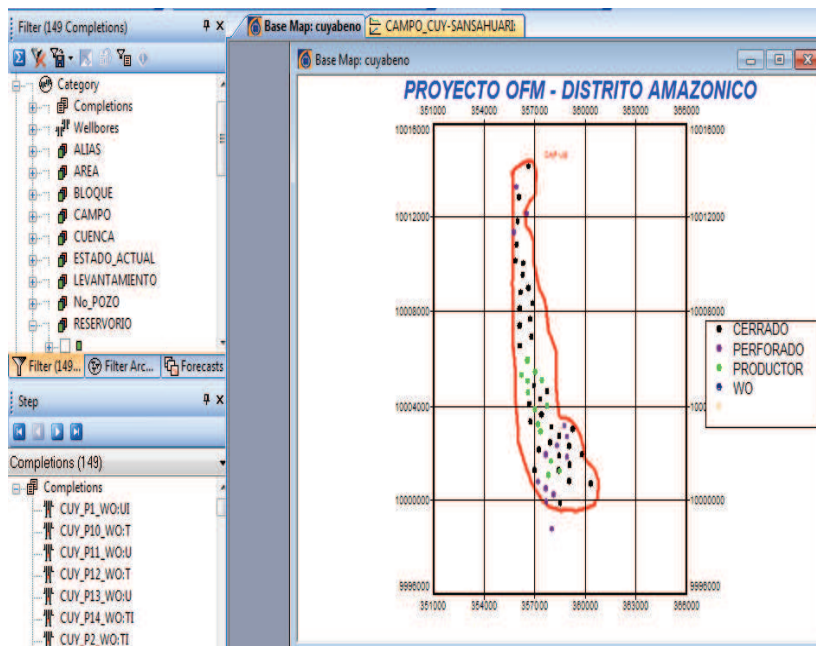 Filter (149 Completions)
Category
Completions
Wellbores
ALIAS
AREA
BLOQUE
CAMPO
CUENCA
ESTADO_ACTUAL
LEVANTAMIENTO
No_POZO
RESERVORIO
Filter (149... Filter Arc... Forecasts
Step
Completions (149)
Completions
CUY_P1_WO:UI
CUY_P10_WO:T
CUY_P11_WO:U
CUY_P12_WO:T
CUY_P13_WO:U
CUY_P14_WO:TI
CUY_P2_WO:TI
Base Map: cuyabeno CAMPO_CUY-SANSAHUARI:
Base Map: cuyabeno
PROYECTO OFM - DISTRITO AMAZONICO
351000 354000 357000 360000 363000 366000
10016000 10016000
10012000 10012000
10008000 10008000
10004000 10004000
10000000 10000000
9996000 9996000
351000 354000 357000 360000 363000 366000
CERRADO
PERFORADO
PRODUCTOR
WO